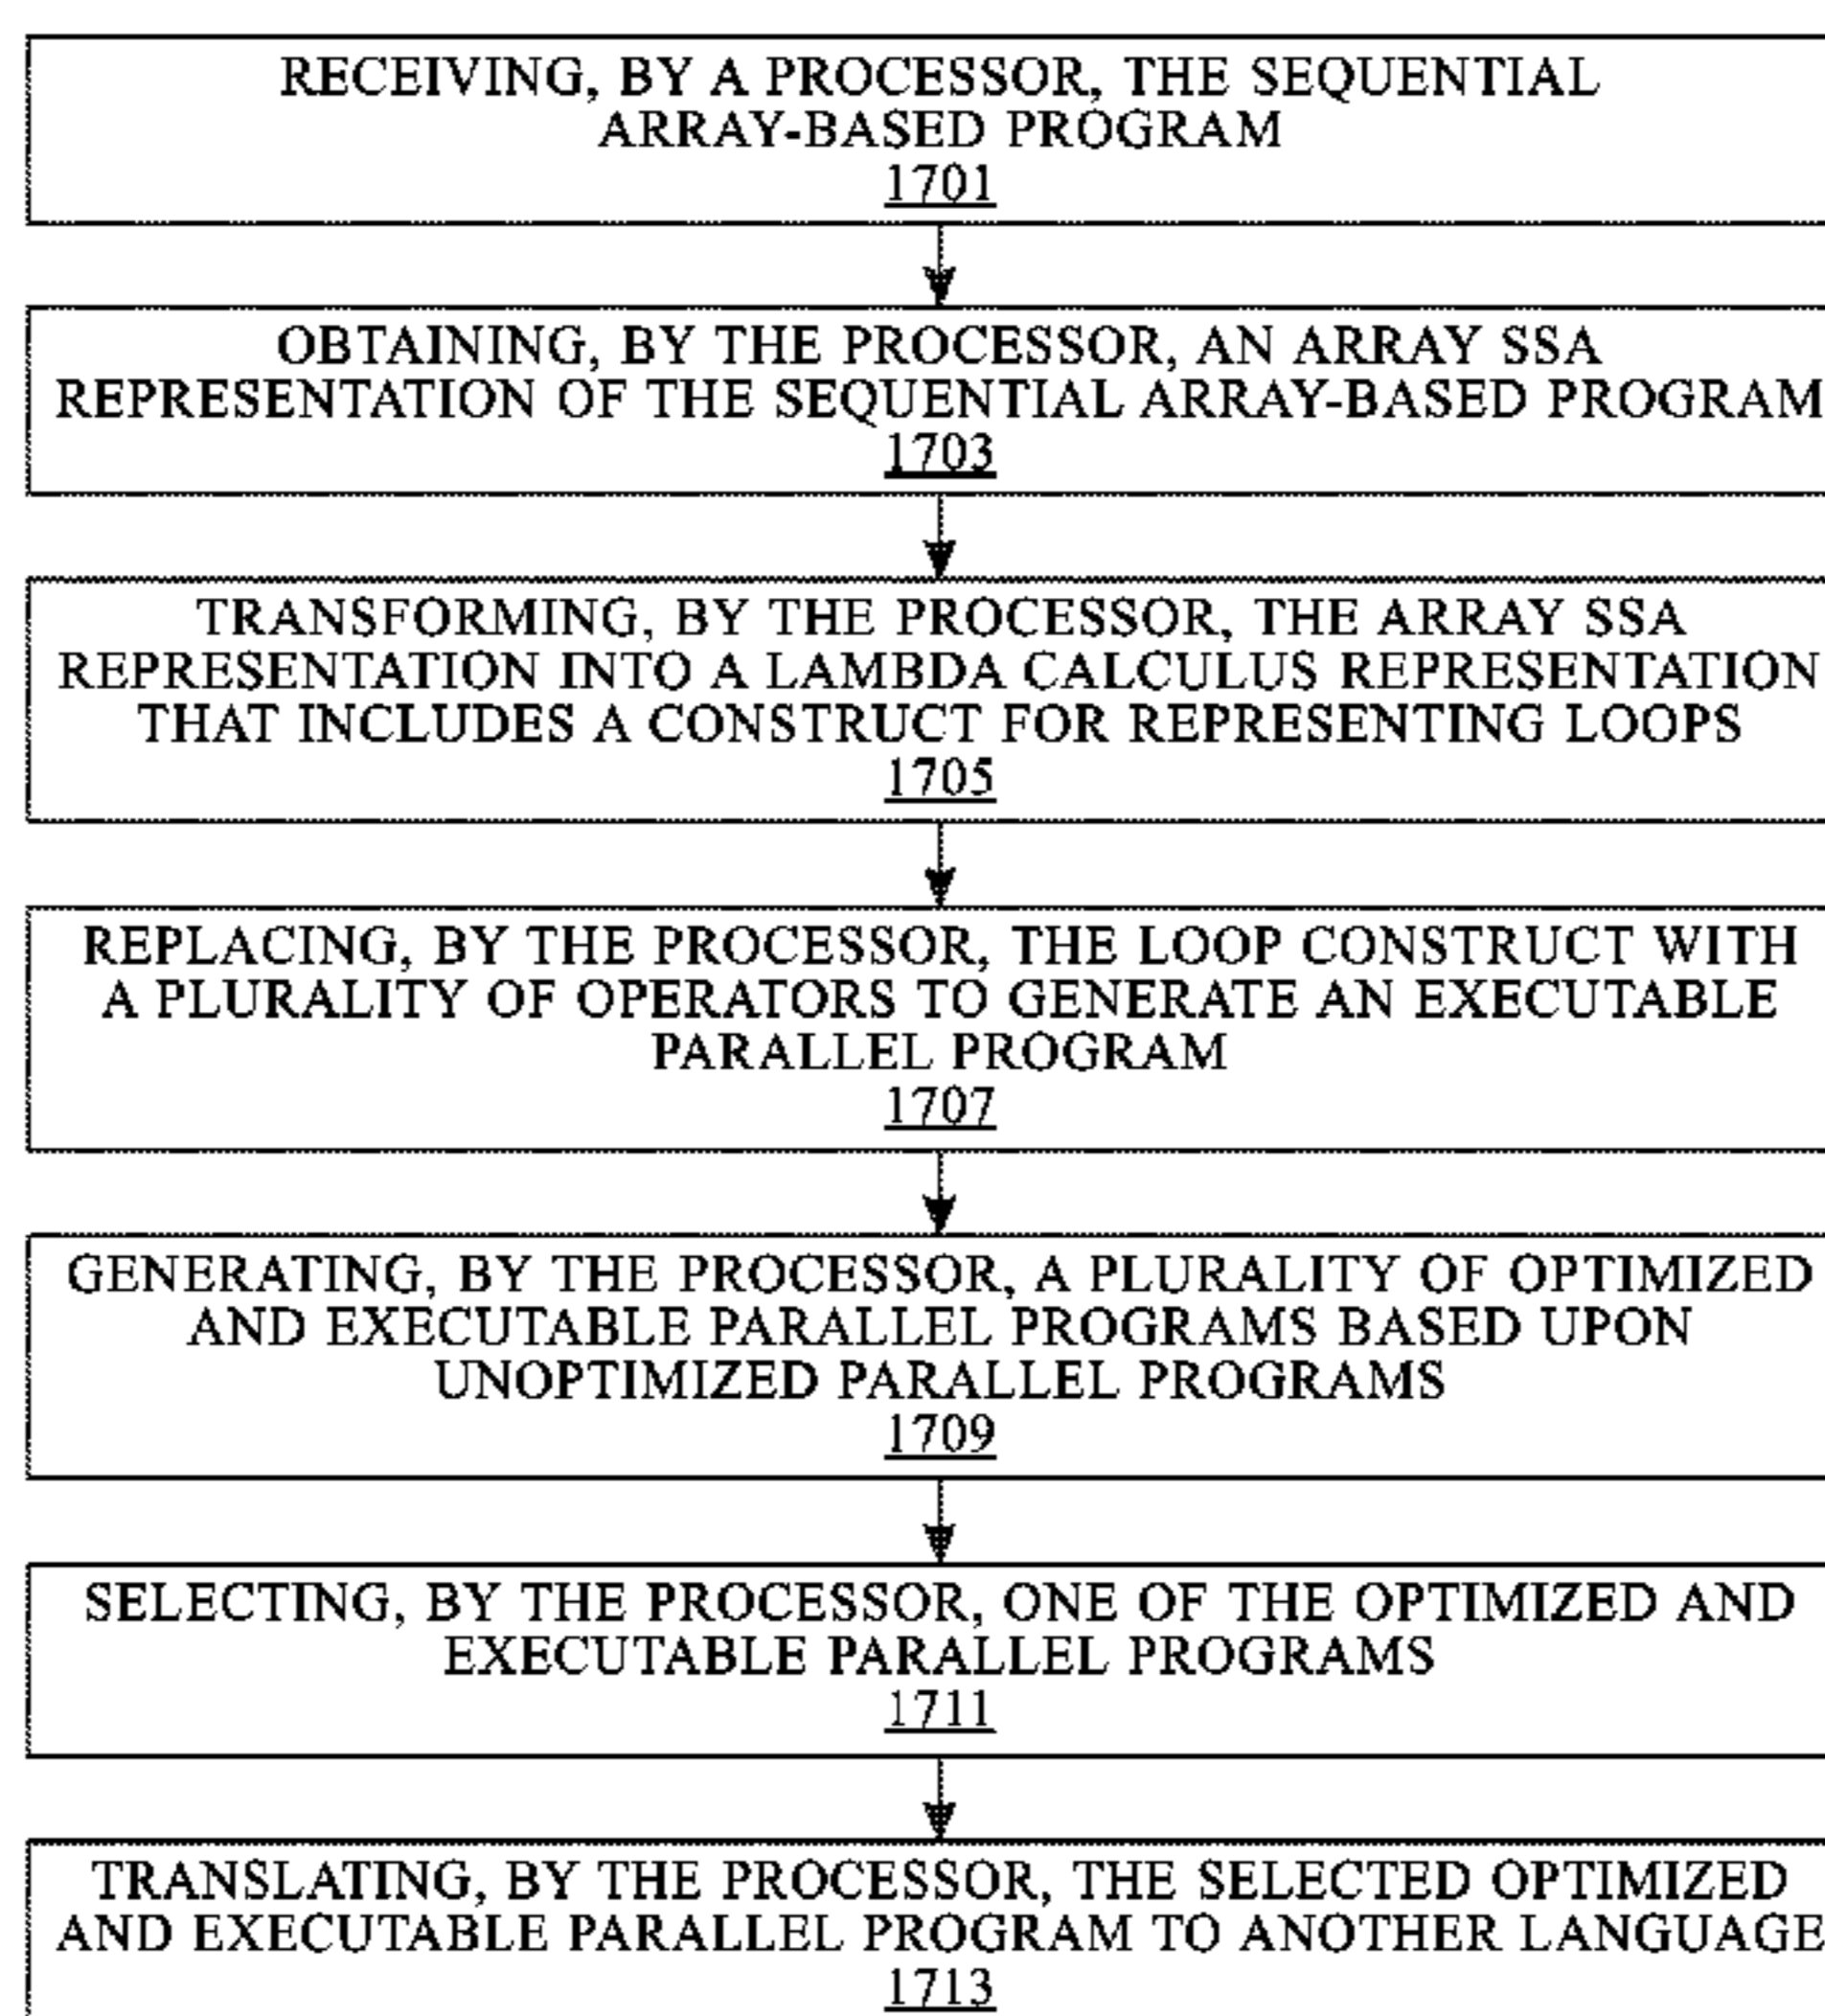 RECEIVING, BY A PROCESSOR, THE SEQUENTIAL
ARRAY-BASED PROGRAM
1701
OBTAINING, BY THE PROCESSOR, AN ARRAY SSA
REPRESENTATION OF THE SEQUENTIAL ARRAY-BASED PROGRAM
1703
TRANSFORMING, BY THE PROCESSOR, THE ARRAY SSA
REPRESENTATION INTO A LAMBDA CALCULUS REPRESENTATION
THAT INCLUDES A CONSTRUCT FOR REPRESENTING LOOPS
1705
REPLACING, BY THE PROCESSOR, THE LOOP CONSTRUCT WITH
A PLURALITY OF OPERATORS TO GENERATE AN EXECUTABLE
PARALLEL PROGRAM
1707
GENERATING, BY THE PROCESSOR, A PLURALITY OF OPTIMIZED
AND EXECUTABLE PARALLEL PROGRAMS BASED UPON
UNOPTIMIZED PARALLEL PROGRAMS
1709
SELECTING, BY THE PROCESSOR, ONE OF THE OPTIMIZED AND
EXECUTABLE PARALLEL PROGRAMS
1711
TRANSLATING, BY THE PROCESSOR, THE SELECTED OPTIMIZED
AND EXECUTABLE PARALLEL PROGRAM TO ANOTHER LANGUAGE
1713